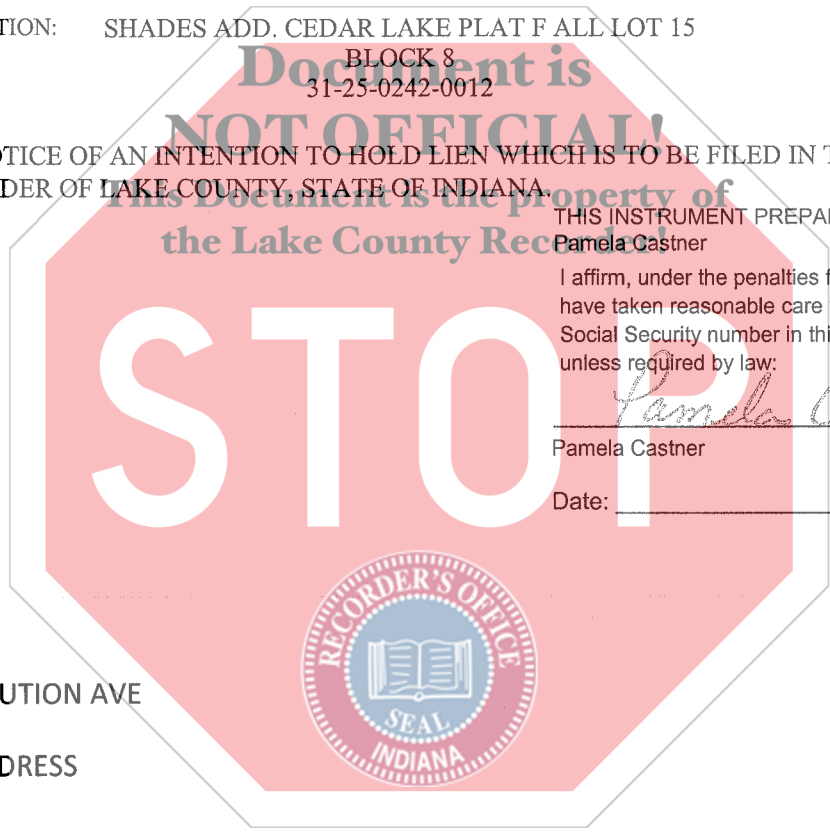 TION: SHADES ADD. CEDAR LAKE PLAT F ALL LOT 15
BLOCK 8
31-25-0242-0012
Document is
NOT OFFICIAL!
This Document is the property of
the Lake County Recorder!
OTICE OF AN INTENTION TO HOLD LIEN WHICH IS TO BE FILED IN T
DER OF LAKE COUNTY, STATE OF INDIANA.
THIS INSTRUMENT PREPA
Pamela Castner
I affirm, under the penalties f
have taken reasonable care
Social Security number in thi
unless required by law:
Pamela C
Pamela Castner
Date:
STOP
RECORDER'S OFFICE
SEAL
INDIANA
UTION AVE
DRESS